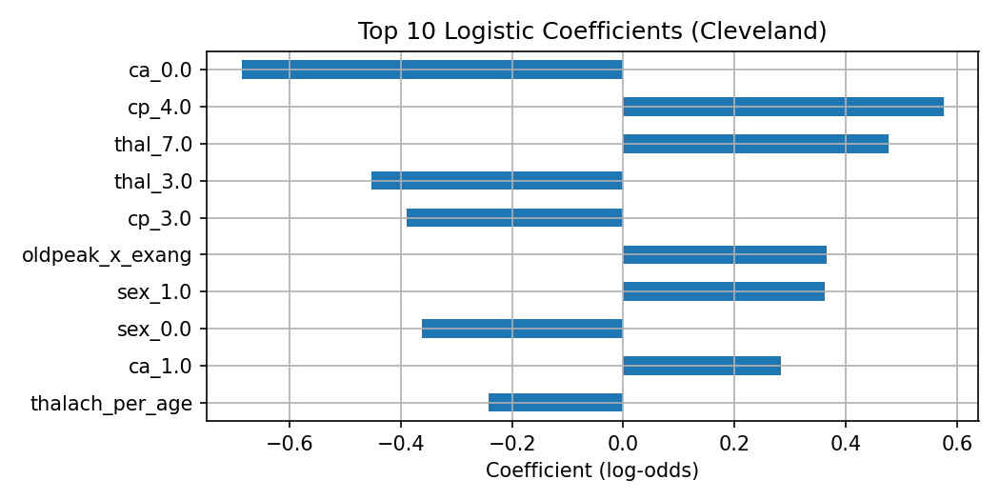 Top 10 Logistic Coefficients (Cleveland)
ca_0.0
cp_4.0
thal_7.0
thal_3.0
cp_3.0
oldpeak_x_exang
sex_1.0
sex_0.0
ca_1.0
thalach_per_age
−0.6 −0.4 −0.2 0.0 0.2 0.4 0.6
Coefficient (log-odds)